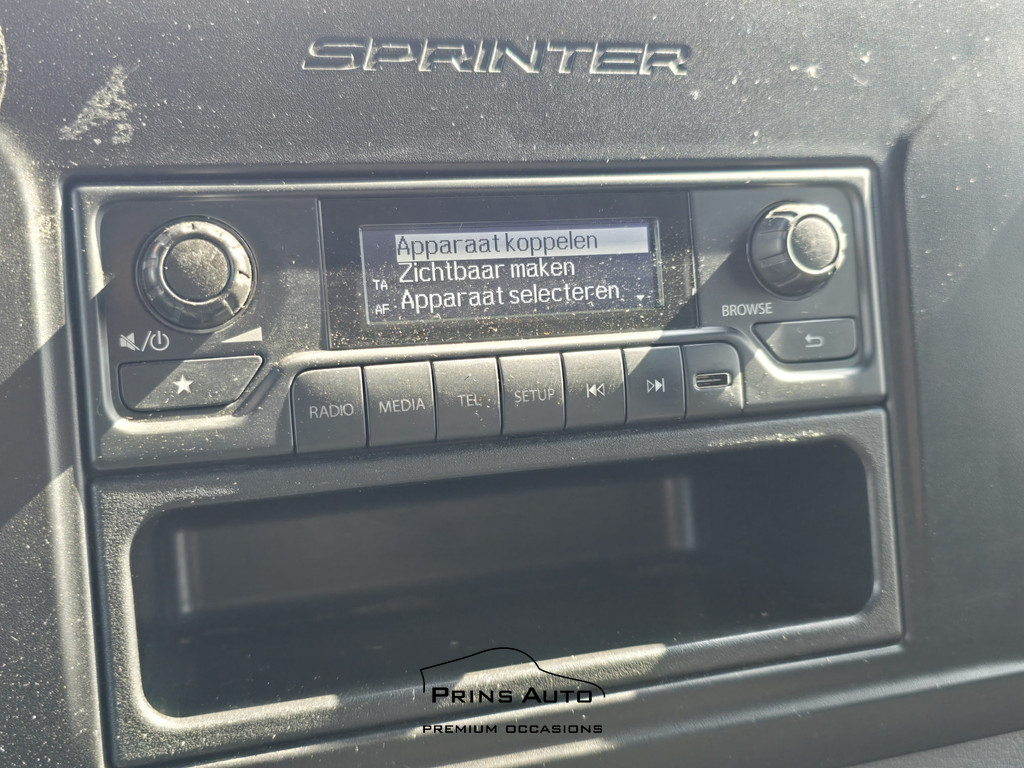 SPRINTER
Apparaat koppelen
Zichtbaar maken
TA
Apparaat selecteren
AF
BROWSE
RADIO
MEDIA
TEL
SETUP
PRINS AUTO
PREMIUM OCCASIONS